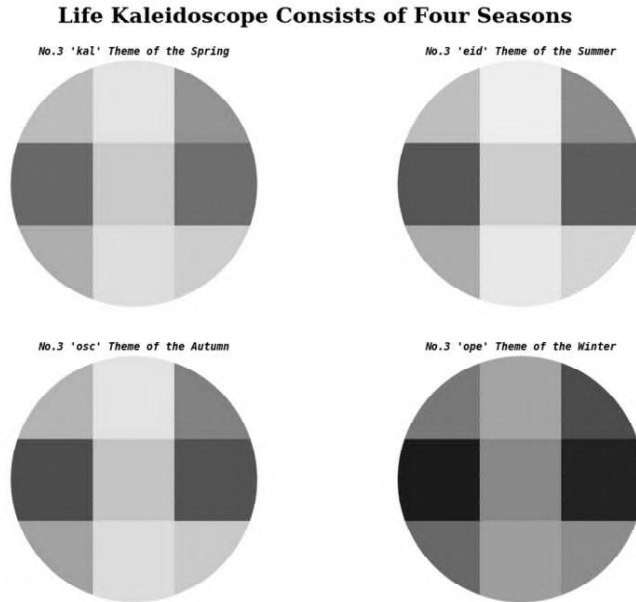 Life Kaleidoscope Consists of Four Seasons
No.3 'kal' Theme of the Spring
No.3 'eid' Theme of the Summer
No.3 'osc' Theme of the Autumn
No.3 'ope' Theme of the Winter